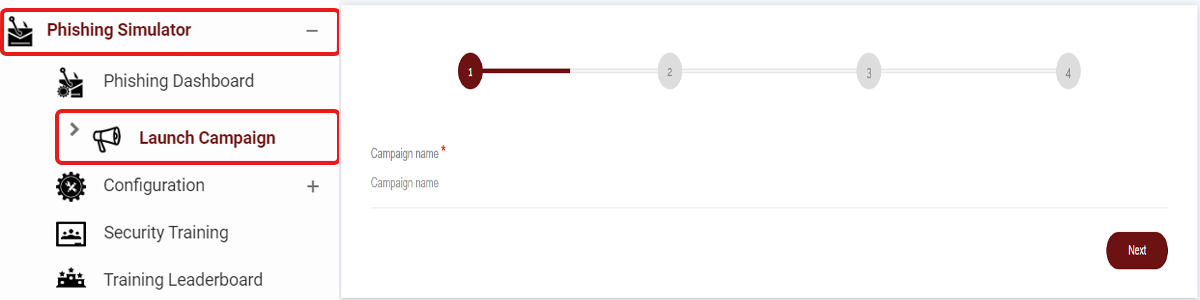 Phishing Simulator
Phishing Dashboard
Launch Campaign
Configuration
Security Training
Training Leaderboard
1 2 3 4
Campaign name *
Campaign name
Next